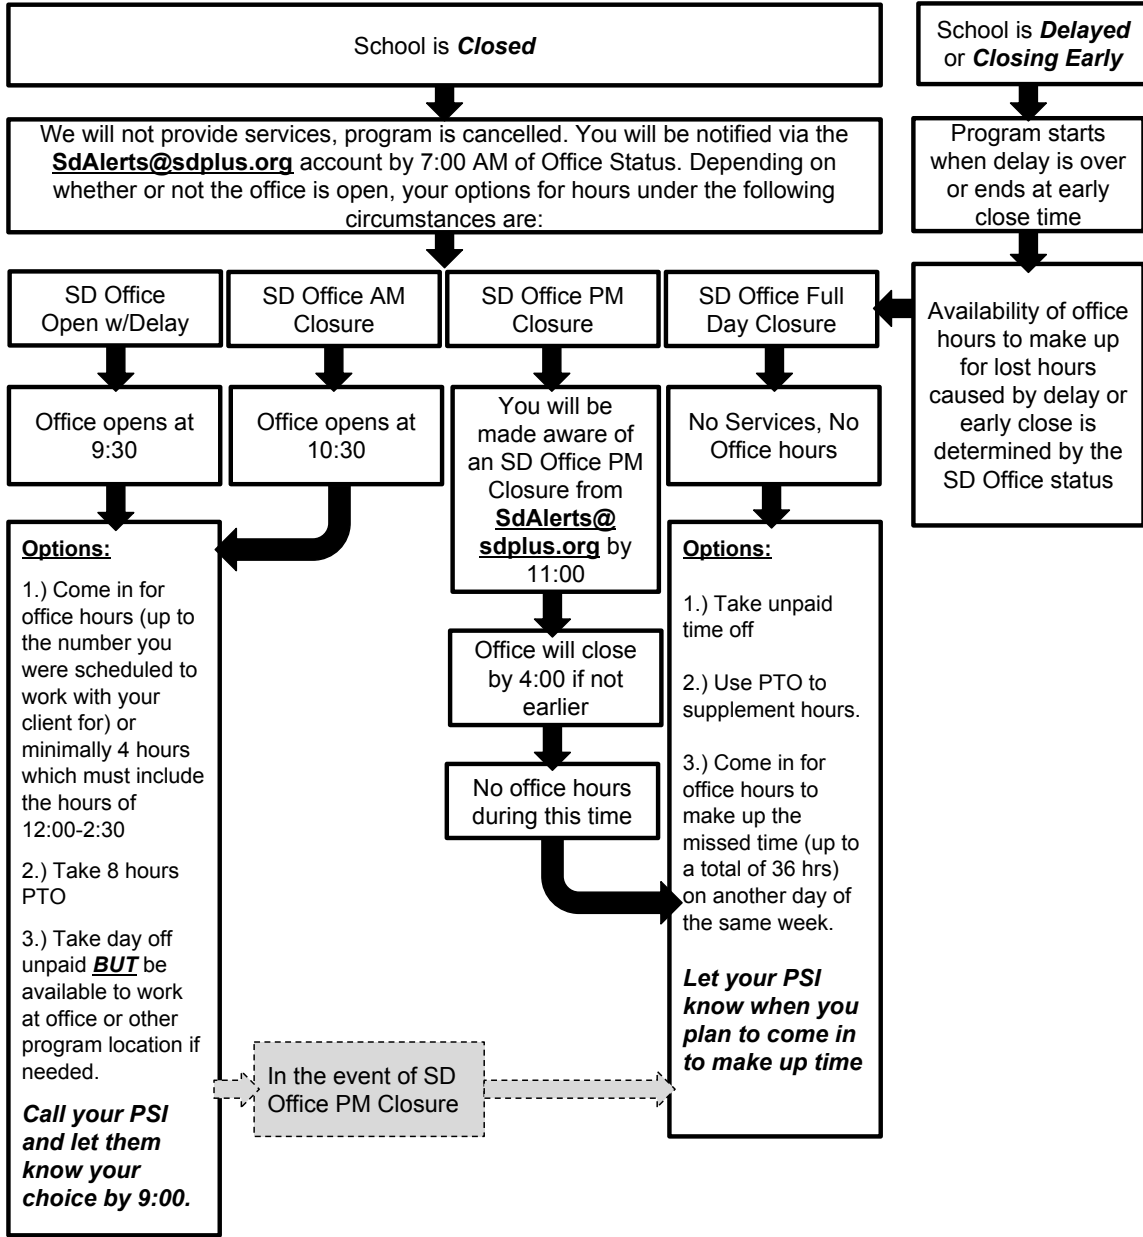 School is Closed
School is Delayed
or Closing Early
We will not provide services, program is cancelled. You will be notified via the
SdAlerts@sdplus.org account by 7:00 AM of Office Status. Depending on
whether or not the office is open, your options for hours under the following
circumstances are:
Program starts
when delay is over
or ends at early
close time
SD Office
Open w/Delay
SD Office AM
Closure
SD Office PM
Closure
SD Office Full
Day Closure
Availability of office
hours to make up
for lost hours
caused by delay or
early close is
determined by the
SD Office status
Office opens at
9:30
Office opens at
10:30
You will be
made aware of
an SD Office PM
Closure from
SdAlerts@
sdplus.org by
11:00
No Services, No
Office hours
Options:
1.) Come in for
office hours (up to
the number you
were scheduled to
work with your
client for) or
minimally 4 hours
which must include
the hours of
12:00-2:30
2.) Take 8 hours
PTO
3.) Take day off
unpaid BUT be
available to work
at office or other
program location if
needed.
Call your PSI
and let them
know your
choice by 9:00.
Office will close
by 4:00 if not
earlier
No office hours
during this time
Options:
1.) Take unpaid
time off
2.) Use PTO to
supplement hours.
3.) Come in for
office hours to
make up the
missed time (up to
a total of 36 hrs)
on another day of
the same week.
Let your PSI
know when you
plan to come in
to make up time
In the event of SD
Office PM Closure